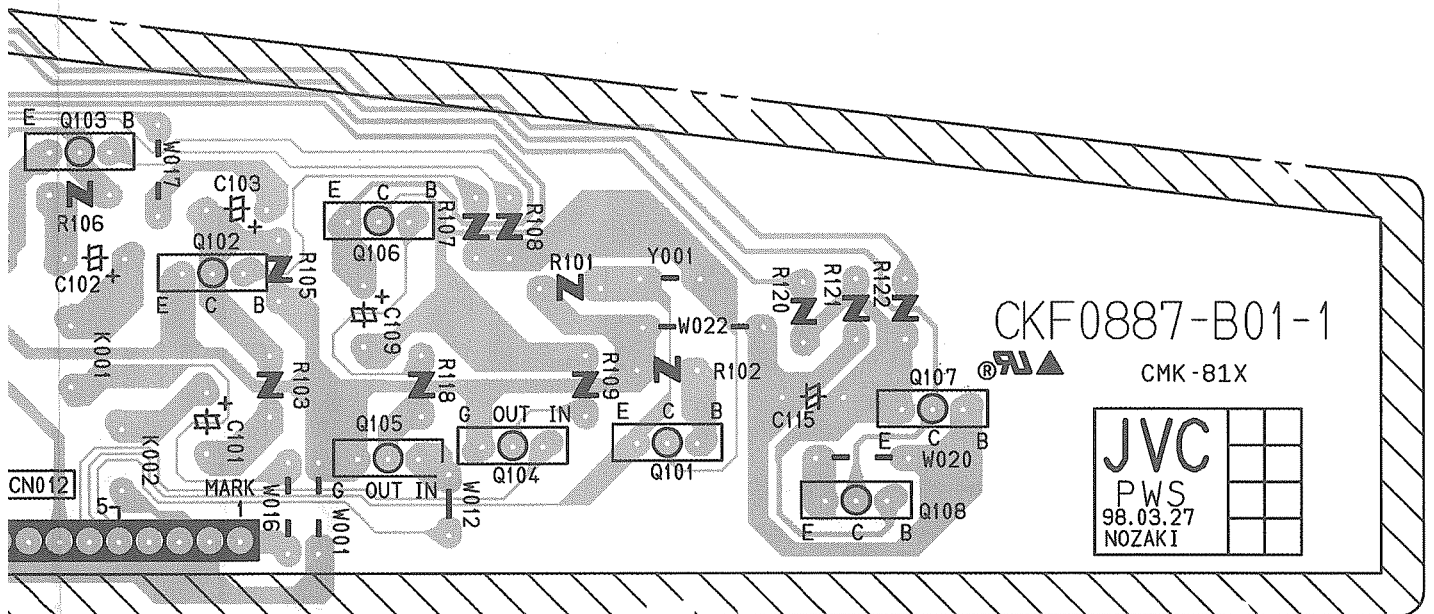 E Q103 B
W017
R106
C103
+
C102
+
Q102
E C B
R105
K001
E C B
Q106
R107
R108
+
C109
R101
Y001
W022
R120
R121
R122
R103
R118
R109
R102
+
C101
K002
Q105
G OUT IN
G OUT IN
Q104
E C B
Q101
W012
CN012
MARK
5
1
W016
W001
C115
Q107
E C B
W020
E C B
Q108
CKF0887-B01-1
®
CMK-81X
JVC
PWS
98.03.27
NOZAKI